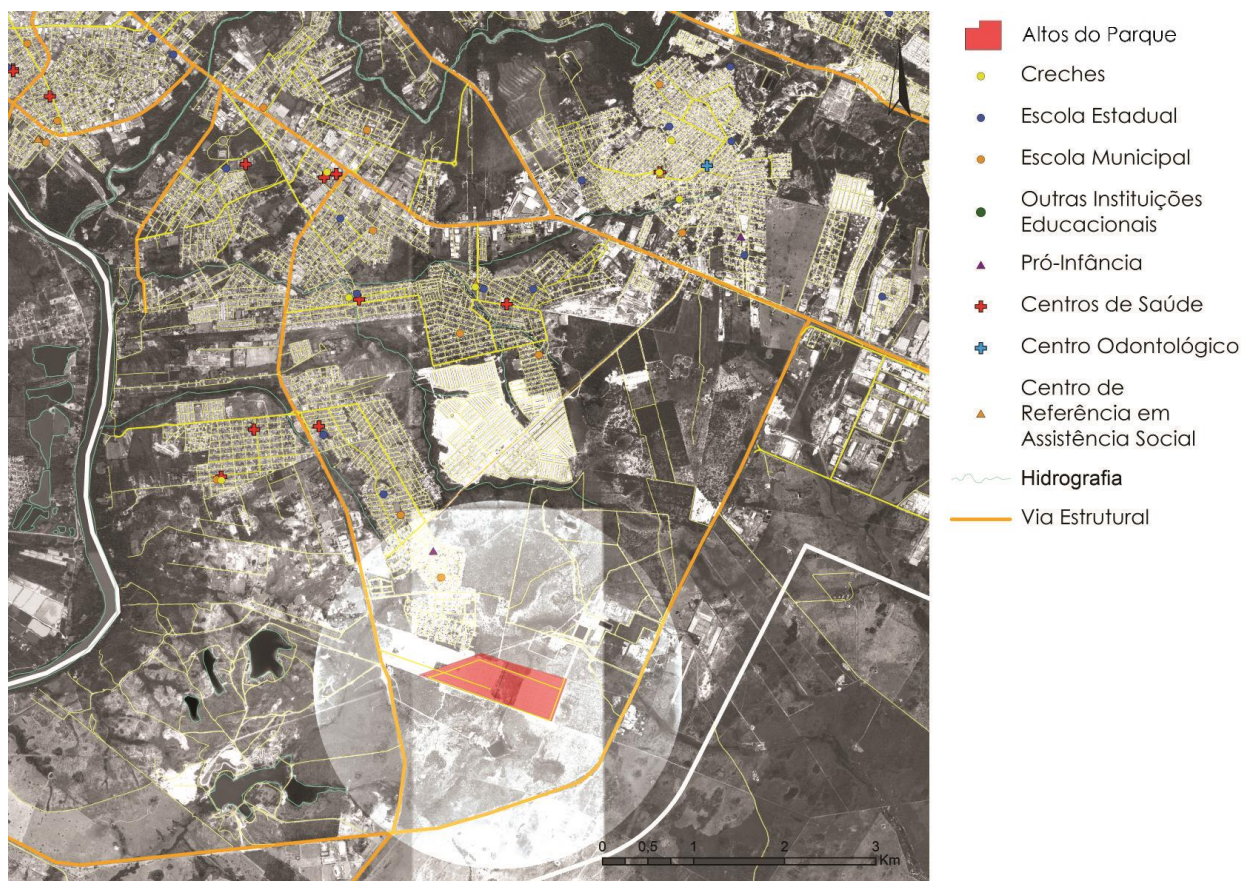 Altos do Parque
Creches
Escola Estadual
Escola Municipal
Outras Instituições
Educacionais
Pró-Infância
Centros de Saúde
Centro Odontológico
Centro de
Referência em
Assistência Social
Hidrografia
Via Estrutural
0 0,5 1 2 3
Km